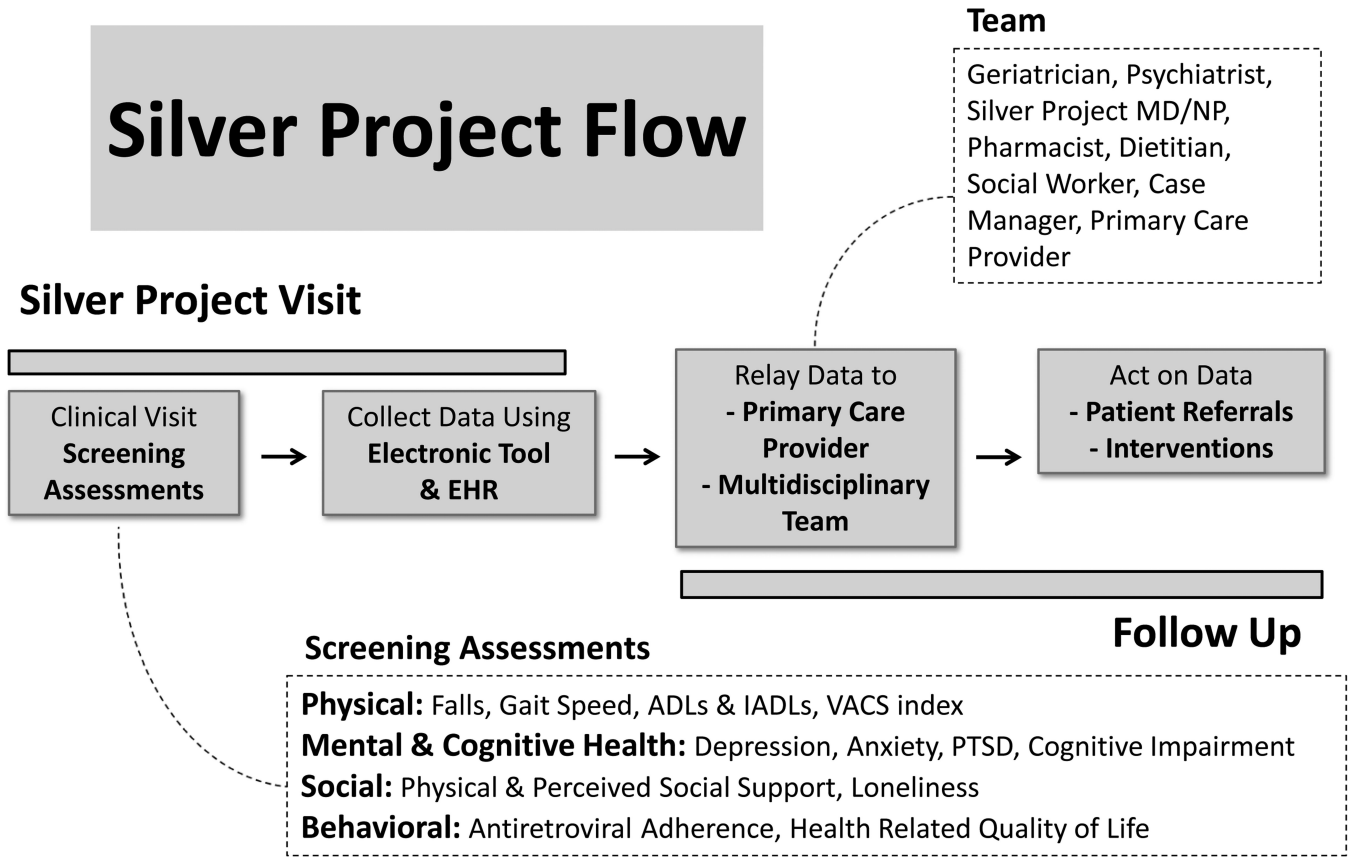 Silver Project Flow
Team
Geriatrician, Psychiatrist,
Silver Project MD/NP,
Pharmacist, Dietitian,
Social Worker, Case
Manager, Primary Care
Provider
Silver Project Visit
Clinical Visit
Screening
Assessments
Collect Data Using
Electronic Tool
& EHR
Relay Data to
- Primary Care
Provider
- Multidisciplinary
Team
Act on Data
- Patient Referrals
- Interventions
Follow Up
Screening Assessments
Physical: Falls, Gait Speed, ADLs & IADLs, VACS index
Mental & Cognitive Health: Depression, Anxiety, PTSD, Cognitive Impairment
Social: Physical & Perceived Social Support, Loneliness
Behavioral: Antiretroviral Adherence, Health Related Quality of Life